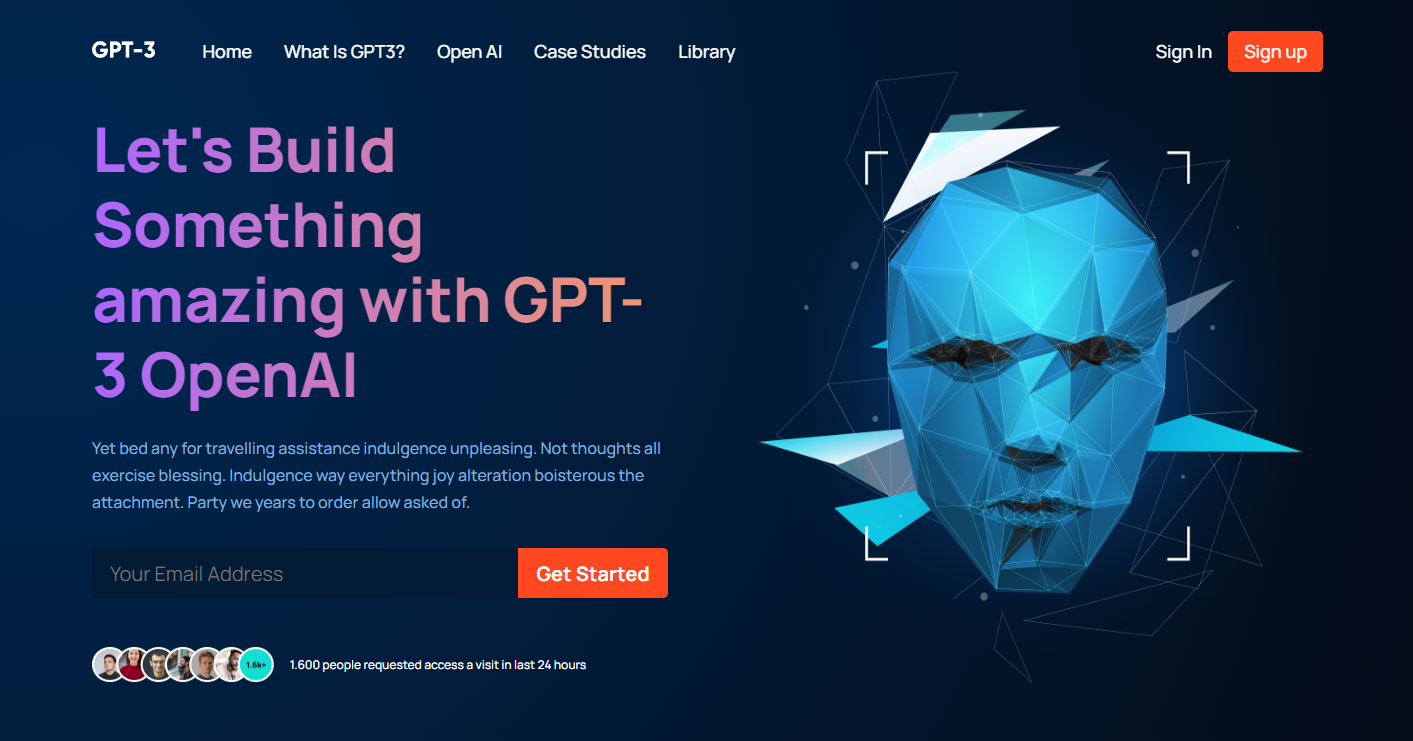 GPT-3 Home What Is GPT3? Open AI Case Studies Library Sign In Sign up
Let's Build
Something
amazing with GPT-
3 OpenAI
Yet bed any for travelling assistance indulgence unpleasing. Not thoughts all
exercise blessing. Indulgence way everything joy alteration boisterous the
attachment. Party we years to order allow asked of.
Your Email Address Get Started
1.6k+ 1.600 people requested access a visit in last 24 hours